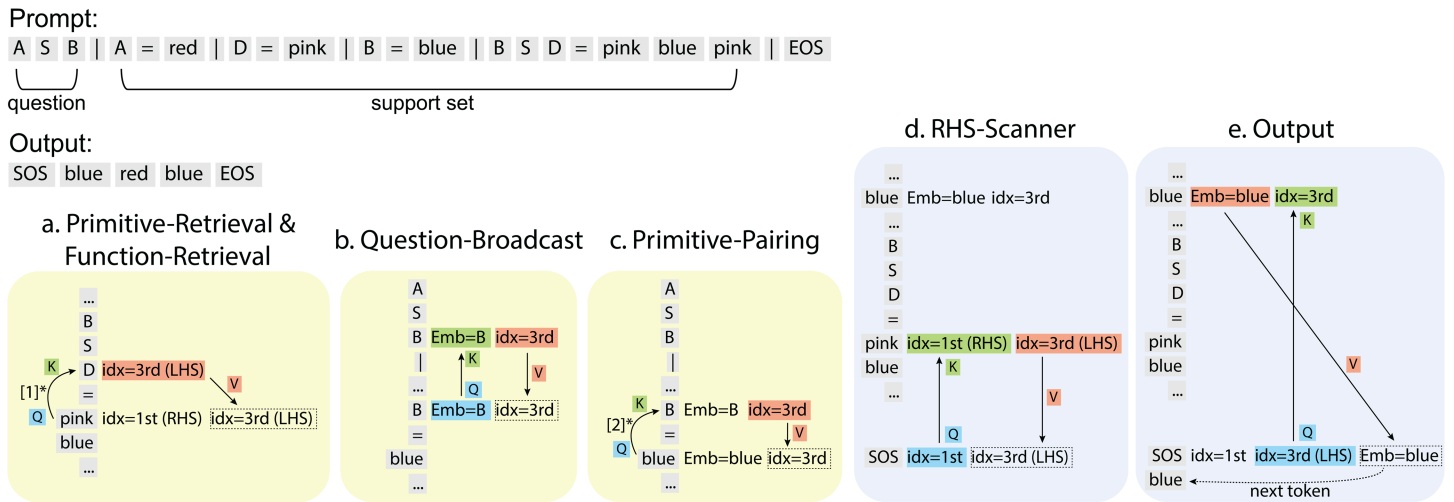 Prompt:
A S B | A = red | D = pink | B = blue | B S D = pink blue pink | EOS
question
support set
Output:
SOS blue red blue EOS
a. Primitive-Retrieval &
Function-Retrieval
...
B
S
D idx=3rd (LHS)
K
V
[1]*
=
Q
pink idx=1st (RHS) idx=3rd (LHS)
blue
...
b. Question-Broadcast
A
S
B Emb=B idx=3rd
|
K
V
...
Q
B Emb=B idx=3rd
=
blue
...
c. Primitive-Pairing
A
S
B
|
...
K
B Emb=B idx=3rd
[2]*
=
V
Q
blue Emb=blue idx=3rd
...
d. RHS-Scanner
...
blue Emb=blue idx=3rd
...
B
S
D
=
pink idx=1st (RHS) idx=3rd (LHS)
blue
K
...
V
Q
SOS idx=1st idx=3rd (LHS)
e. Output
...
blue Emb=blue idx=3rd
...
K
B
S
D
=
pink
blue
V
...
Q
SOS idx=1st idx=3rd (LHS) Emb=blue
blue
next token